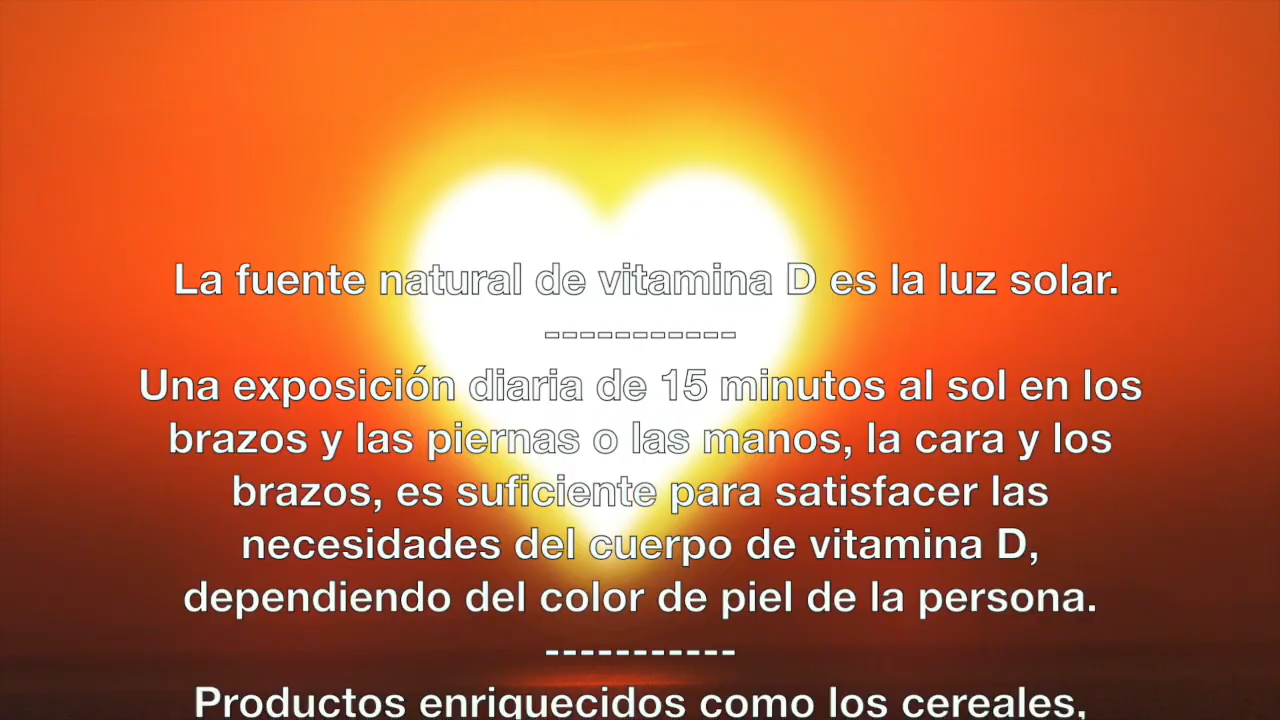 La fuente natural de vitamina D es la luz solar.
-----------
Una exposición diaria de 15 minutos al sol en los
brazos y las piernas o las manos, la cara y los
brazos, es suficiente para satisfacer las
necesidades del cuerpo de vitamina D,
dependiendo del color de piel de la persona.
-----------
Productos enriquecidos como los cereales,